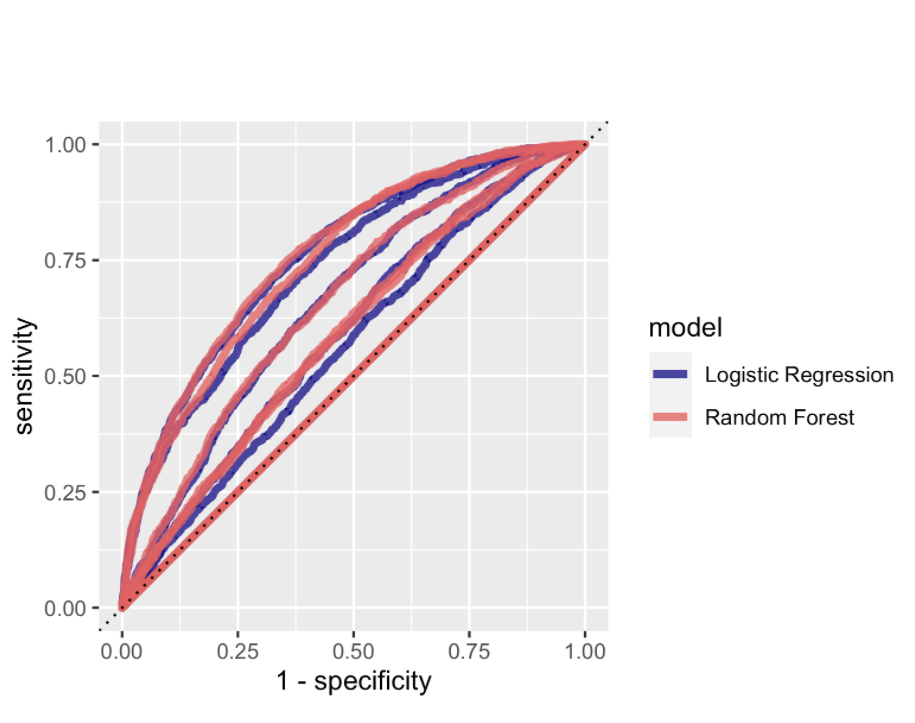 1.00
0.75
0.50
0.25
0.00
sensitivity
0.00 0.25 0.50 0.75 1.00
1 - specificity
model
Logistic Regression
Random Forest